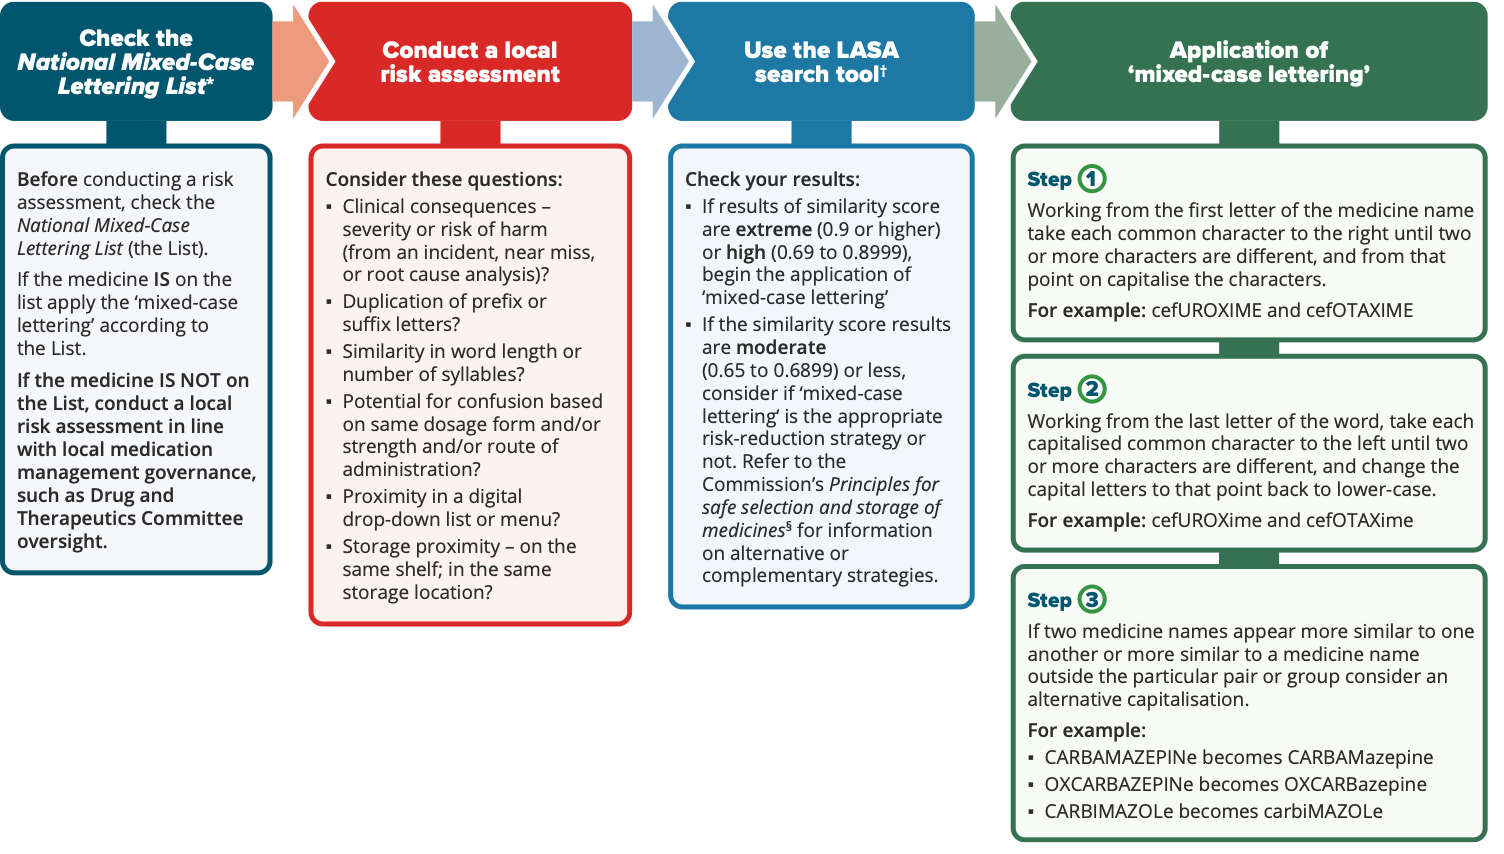 Check the
National Mixed-Case
Lettering List*
Before conducting a risk
assessment, check the
National Mixed-Case
Lettering List (the List).
If the medicine IS on the
list apply the ‘mixed-case
lettering’ according to
the List.
If the medicine IS NOT on
the List, conduct a local
risk assessment in line
with local medication
management governance,
such as Drug and
Therapeutics Committee
oversight.
Conduct a local
risk assessment
Consider these questions:
▪ Clinical consequences –
severity or risk of harm
(from an incident, near miss,
or root cause analysis)?
▪ Duplication of prefix or
suffix letters?
▪ Similarity in word length or
number of syllables?
▪ Potential for confusion based
on same dosage form and/or
strength and/or route of
administration?
▪ Proximity in a digital
drop-down list or menu?
▪ Storage proximity – on the
same shelf; in the same
storage location?
Use the LASA
search tool†
Check your results:
▪ If results of similarity score
are extreme (0.9 or higher)
or high (0.69 to 0.8999),
begin the application of
‘mixed-case lettering’
▪ If the similarity score results
are moderate
(0.65 to 0.6899) or less,
consider if ‘mixed-case
lettering‘ is the appropriate
risk-reduction strategy or
not. Refer to the
Commission’s Principles for
safe selection and storage of
medicines§ for information
on alternative or
complementary strategies.
Application of
‘mixed-case lettering’
Step 1
Working from the first letter of the medicine name
take each common character to the right until two
or more characters are different, and from that
point on capitalise the characters.
For example: cefUROXIME and cefOTAXIME
Step 2
Working from the last letter of the word, take each
capitalised common character to the left until two
or more characters are different, and change the
capital letters to that point back to lower-case.
For example: cefUROXime and cefOTAXime
Step 3
If two medicine names appear more similar to one
another or more similar to a medicine name
outside the particular pair or group consider an
alternative capitalisation.
For example:
▪ CARBAMAZEPINe becomes CARBAMazepine
▪ OXCARBAZEPINe becomes OXCARBazepine
▪ CARBIMAZOLe becomes carbiMAZOLe